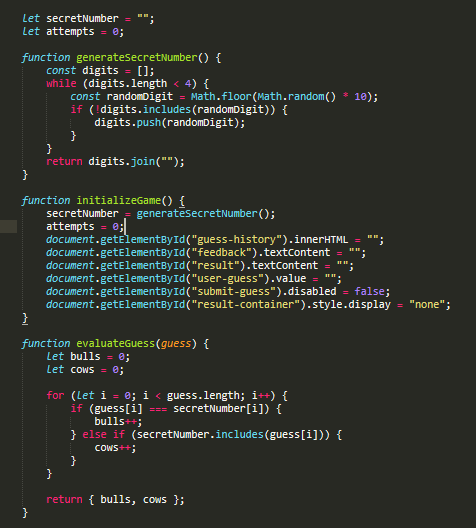 let secretNumber = "";
let attempts = 0;

function generateSecretNumber() {
    const digits = [];
    while (digits.length < 4) {
        const randomDigit = Math.floor(Math.random() * 10);
        if (!digits.includes(randomDigit)) {
            digits.push(randomDigit);
        }
    }
    return digits.join("");
}

function initializeGame() {
    secretNumber = generateSecretNumber();
    attempts = 0;
    document.getElementById("guess-history").innerHTML = "";
    document.getElementById("feedback").textContent = "";
    document.getElementById("result").textContent = "";
    document.getElementById("user-guess").value = "";
    document.getElementById("submit-guess").disabled = false;
    document.getElementById("result-container").style.display = "none";
}

function evaluateGuess(guess) {
    let bulls = 0;
    let cows = 0;

    for (let i = 0; i < guess.length; i++) {
        if (guess[i] === secretNumber[i]) {
            bulls++;
        } else if (secretNumber.includes(guess[i])) {
            cows++;
        }
    }

    return { bulls, cows };
}